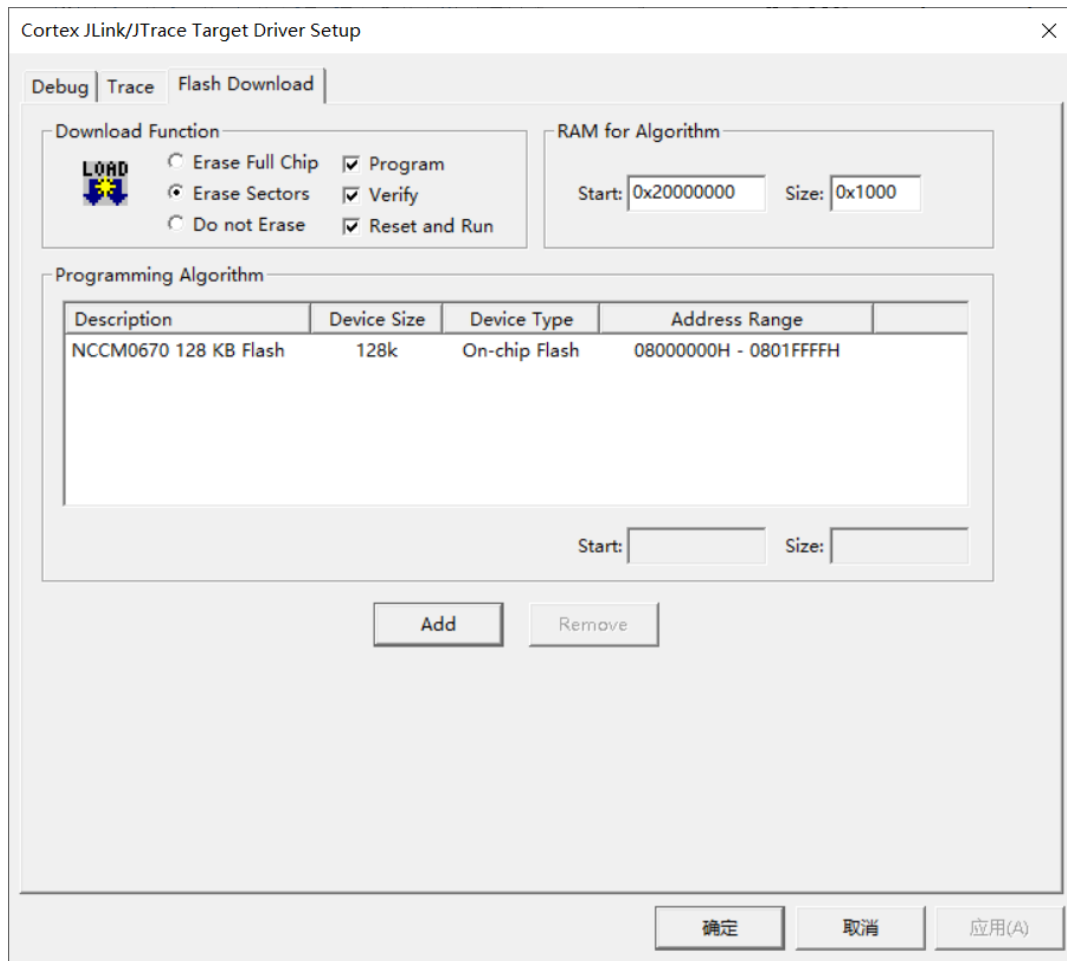 Cortex JLink/JTrace Target Driver Setup
Debug Trace Flash Download
Download Function
LOAD
Erase Full Chip
Erase Sectors
Do not Erase
Program
Verify
Reset and Run
RAM for Algorithm
Start: 0x20000000 Size: 0x1000
Programming Algorithm
Description Device Size Device Type Address Range
NCCM0670 128 KB Flash 128k On-chip Flash 08000000H - 0801FFFFH
Start: Size:
Add Remove
确定 取消 应用(A)